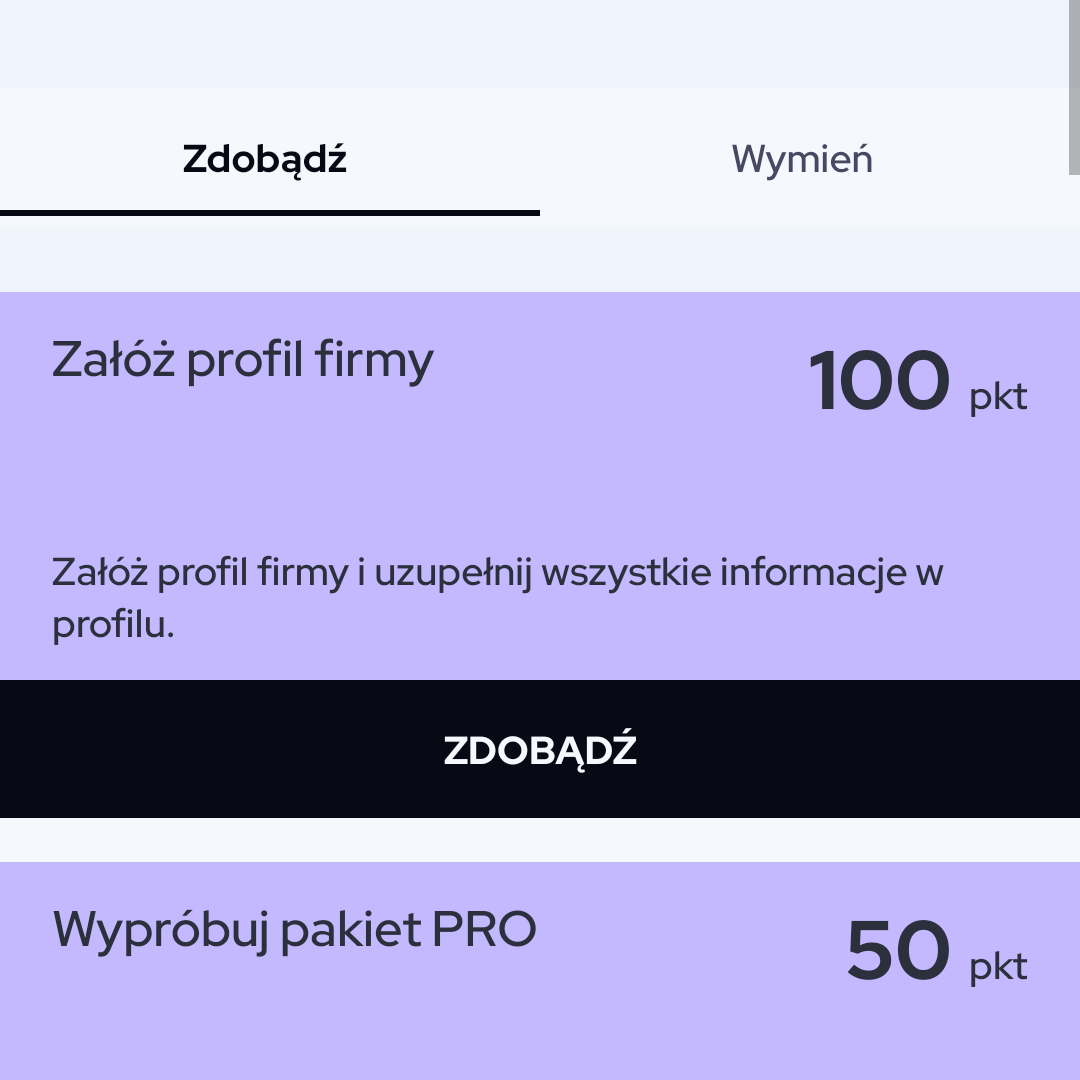 Zdobądź
Wymień
Załóż profil firmy
100 pkt
Załóż profil firmy i uzupełnij wszystkie informacje w
profilu.
ZDOBĄDŹ
Wypróbuj pakiet PRO
50 pkt